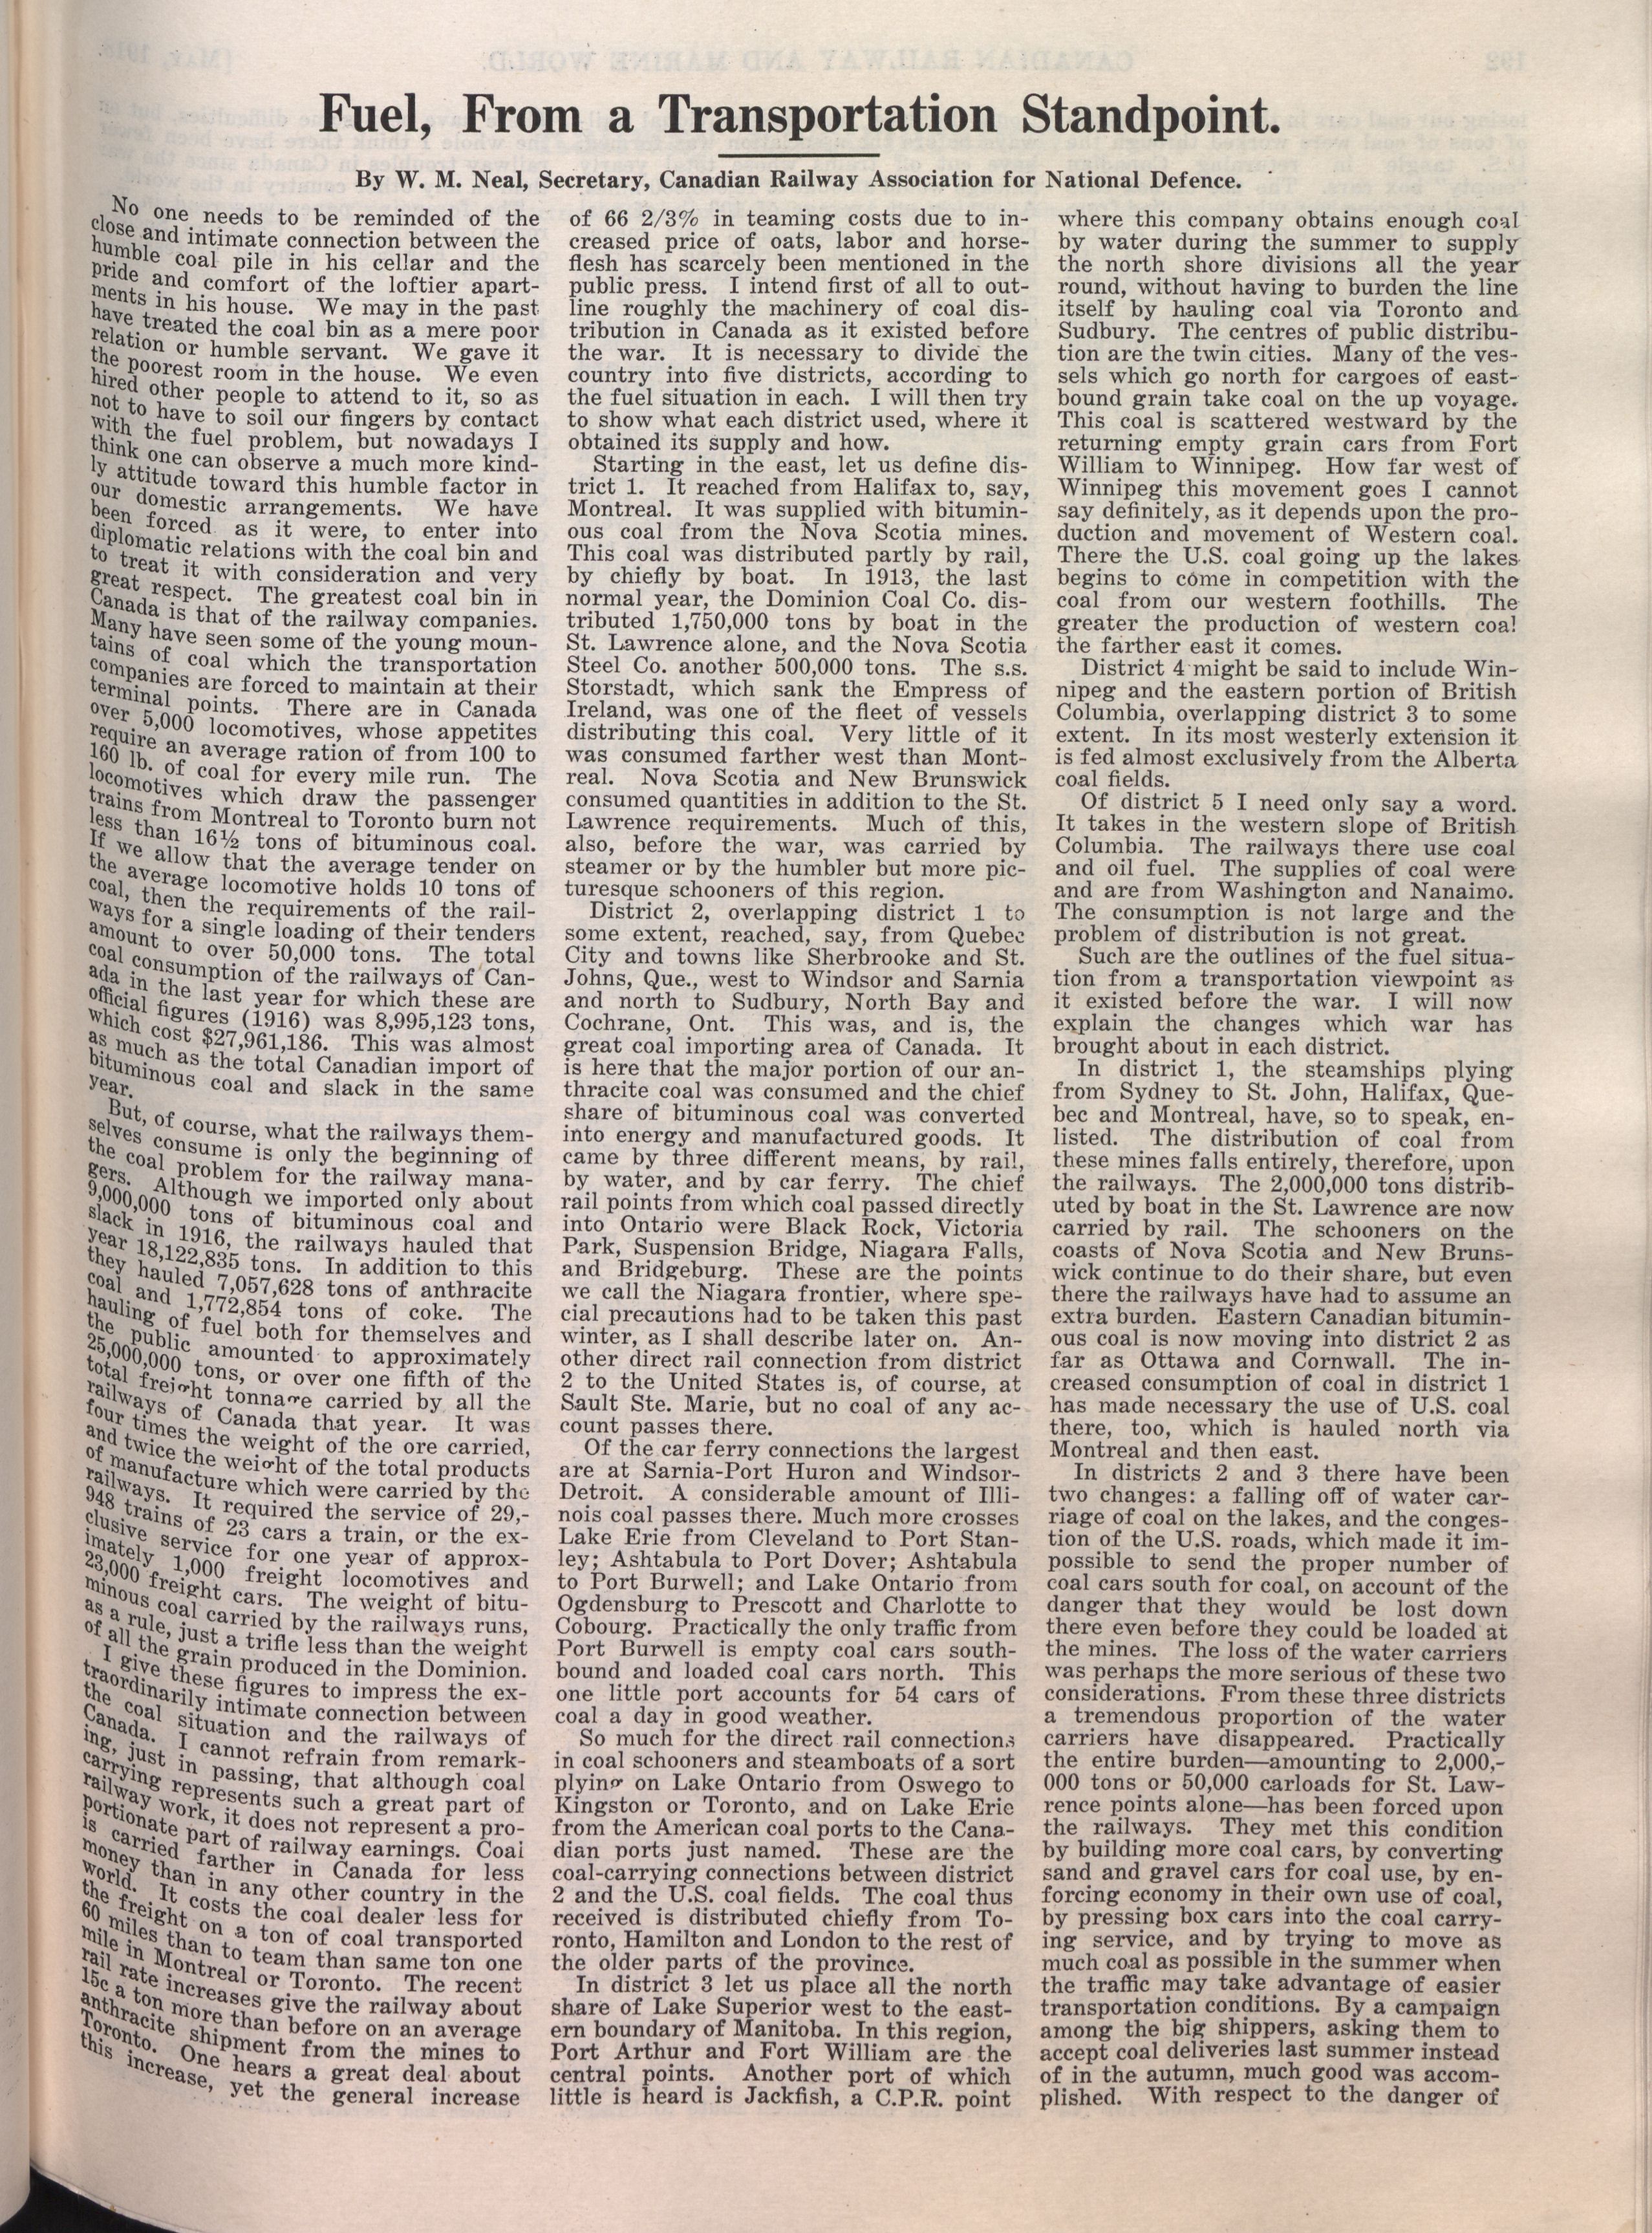 Fuel, From a Transportation Standpoint.
By W. M. Neal, Secretary, Canadian Railway Association for National Defence.
No one needs to be reminded of the
close and intimate connection between the
humble coal pile in his cellar and the
pride and comfort of the loftier apart-
ments in his house. We may in the past
have treated the coal bin as a mere poor
relation or humble servant. We gave it
the poorest room in the house. We even
hired other people to attend to it, so as
not to have to soil our fingers by contact
with the fuel problem, but nowadays I
think one can observe a much more kind-
ly attitude toward this humble factor in
our domestic arrangements. We have
been forced as it were, to enter into
diplomatic relations with the coal bin and
to treat it with consideration and very
great respect. The greatest coal bin in
Canada is that of the railway companies.
Many have seen some of the young moun-
tains of coal which the transportation
companies are forced to maintain at their
terminal points. There are in Canada
over 5,000 locomotives, whose appetites
require an average ration of from 100 to
160 lb. of coal for every mile run. The
locomotives which draw the passenger
trains from Montreal to Toronto burn not
less than 16½ tons of bituminous coal.
If we allow that the average tender on
the average locomotive holds 10 tons of
coal, then the requirements of the rail-
ways for a single loading of their tenders
amount to over 50,000 tons. The total
coal consumption of the railways of Can-
ada in the last year for which these are
official figures (1916) was 8,995,123 tons,
which cost $27,961,186. This was almost
as much as the total Canadian import of
bituminous coal and slack in the same
year.
But, of course, what the railways them-
selves consume is only the beginning of
the coal problem for the railway mana-
gers. Although we imported only about
9,000,000 tons of bituminous coal and
slack in 1916, the railways hauled that
year 18,122,835 tons. In addition to this
they hauled 7,057,628 tons of anthracite
coal and 1,772,854 tons of coke. The
hauling of fuel both for themselves and
the public amounted to approximately
25,000,000 tons, or over one fifth of the
total freight tonnage carried by all the
railways of Canada that year. It was
four times the weight of the ore carried,
and twice the weight of the total products
of manufacture which were carried by the
railways. It required the service of 29,-
948 trains of 23 cars a train, or the ex-
clusive service for one year of approx-
imately 1,000 freight locomotives and
23,000 freight cars. The weight of bitu-
minous coal carried by the railways runs,
as a rule, just a trifle less than the weight
of all the grain produced in the Dominion.
I give these figures to impress the ex-
traordinarily intimate connection between
the coal situation and the railways of
Canada. I cannot refrain from remark-
ing, just in passing, that although coal
carrying represents such a great part of
railway work, it does not represent a pro-
portionate part of railway earnings. Coal
is carried farther in Canada for less
money than in any other country in the
world. It costs the coal dealer less for
the freight on a ton of coal transported
60 miles than to team than same ton one
mile in Montreal or Toronto. The recent
rail rate increases give the railway about
15c a ton more than before on an average
anthracite shipment from the mines to
Toronto. One hears a great deal about
this increase, yet the general increase
of 66 2/3% in teaming costs due to in-
creased price of oats, labor and horse-
flesh has scarcely been mentioned in the
public press. I intend first of all to out-
line roughly the machinery of coal dis-
tribution in Canada as it existed before
the war. It is necessary to divide the
country into five districts, according to
the fuel situation in each. I will then try
to show what each district used, where it
obtained its supply and how.
Starting in the east, let us define dis-
trict 1. It reached from Halifax to, say,
Montreal. It was supplied with bitumin-
ous coal from the Nova Scotia mines.
This coal was distributed partly by rail,
by chiefly by boat. In 1913, the last
normal year, the Dominion Coal Co. dis-
tributed 1,750,000 tons by boat in the
St. Lawrence alone, and the Nova Scotia
Steel Co. another 500,000 tons. The s.s.
Storstadt, which sank the Empress of
Ireland, was one of the fleet of vessels
distributing this coal. Very little of it
was consumed farther west than Mont-
real. Nova Scotia and New Brunswick
consumed quantities in addition to the St.
Lawrence requirements. Much of this,
also, before the war, was carried by
steamer or by the humbler but more pic-
turesque schooners of this region.
District 2, overlapping district 1 to
some extent, reached, say, from Quebec
City and towns like Sherbrooke and St.
Johns, Que., west to Windsor and Sarnia
and north to Sudbury, North Bay and
Cochrane, Ont. This was, and is, the
great coal importing area of Canada. It
is here that the major portion of our an-
thracite coal was consumed and the chief
share of bituminous coal was converted
into energy and manufactured goods. It
came by three different means, by rail,
by water, and by car ferry. The chief
rail points from which coal passed directly
into Ontario were Black Rock, Victoria
Park, Suspension Bridge, Niagara Falls,
and Bridgeburg. These are the points
we call the Niagara frontier, where spe-
cial precautions had to be taken this past
winter, as I shall describe later on. An-
other direct rail connection from district
2 to the United States is, of course, at
Sault Ste. Marie, but no coal of any ac-
count passes there.
Of the car ferry connections the largest
are at Sarnia-Port Huron and Windsor-
Detroit. A considerable amount of Illi-
nois coal passes there. Much more crosses
Lake Erie from Cleveland to Port Stan-
ley; Ashtabula to Port Dover; Ashtabula
to Port Burwell; and Lake Ontario from
Ogdensburg to Prescott and Charlotte to
Cobourg. Practically the only traffic from
Port Burwell is empty coal cars south-
bound and loaded coal cars north. This
one little port accounts for 54 cars of
coal a day in good weather.
So much for the direct rail connections
in coal schooners and steamboats of a sort
plying on Lake Ontario from Oswego to
Kingston or Toronto, and on Lake Erie
from the American coal ports to the Cana-
dian ports just named. These are the
coal-carrying connections between district
2 and the U.S. coal fields. The coal thus
received is distributed chiefly from To-
ronto, Hamilton and London to the rest of
the older parts of the province.
In district 3 let us place all the north
share of Lake Superior west to the east-
ern boundary of Manitoba. In this region,
Port Arthur and Fort William are the
central points. Another port of which
little is heard is Jackfish, a C.P.R. point
where this company obtains enough coal
by water during the summer to supply
the north shore divisions all the year
round, without having to burden the line
itself by hauling coal via Toronto and
Sudbury. The centres of public distribu-
tion are the twin cities. Many of the ves-
sels which go north for cargoes of east-
bound grain take coal on the up voyage.
This coal is scattered westward by the
returning empty grain cars from Fort
William to Winnipeg. How far west of
Winnipeg this movement goes I cannot
say definitely, as it depends upon the pro-
duction and movement of Western coal.
There the U.S. coal going up the lakes
begins to come in competition with the
coal from our western foothills. The
greater the production of western coal
the farther east it comes.
District 4 might be said to include Win-
nipeg and the eastern portion of British
Columbia, overlapping district 3 to some
extent. In its most westerly extension it
is fed almost exclusively from the Alberta
coal fields.
Of district 5 I need only say a word.
It takes in the western slope of British
Columbia. The railways there use coal
and oil fuel. The supplies of coal were
and are from Washington and Nanaimo.
The consumption is not large and the
problem of distribution is not great.
Such are the outlines of the fuel situa-
tion from a transportation viewpoint as
it existed before the war. I will now
explain the changes which war has
brought about in each district.
In district 1, the steamships plying
from Sydney to St. John, Halifax, Que-
bec and Montreal, have, so to speak, en-
listed. The distribution of coal from
these mines falls entirely, therefore, upon
the railways. The 2,000,000 tons distrib-
uted by boat in the St. Lawrence are now
carried by rail. The schooners on the
coasts of Nova Scotia and New Bruns-
wick continue to do their share, but even
there the railways have had to assume an
extra burden. Eastern Canadian bitumin-
ous coal is now moving into district 2 as
far as Ottawa and Cornwall. The in-
creased consumption of coal in district 1
has made necessary the use of U.S. coal
there, too, which is hauled north via
Montreal and then east.
In districts 2 and 3 there have been
two changes: a falling off of water car-
riage of coal on the lakes, and the conges-
tion of the U.S. roads, which made it im-
possible to send the proper number of
coal cars south for coal, on account of the
danger that they would be lost down
there even before they could be loaded at
the mines. The loss of the water carriers
was perhaps the more serious of these two
considerations. From these three districts
a tremendous proportion of the water
carriers have disappeared. Practically
the entire burden—amounting to 2,000,-
000 tons or 50,000 carloads for St. Law-
rence points alone—has been forced upon
the railways. They met this condition
by building more coal cars, by converting
sand and gravel cars for coal use, by en-
forcing economy in their own use of coal,
by pressing box cars into the coal carry-
ing service, and by trying to move as
much coal as possible in the summer when
the traffic may take advantage of easier
transportation conditions. By a campaign
among the big shippers, asking them to
accept coal deliveries last summer instead
of in the autumn, much good was accom-
plished. With respect to the danger of